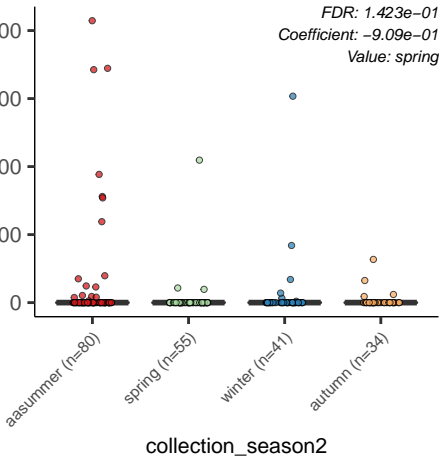 FDR: 1.423e−01
Coefficient: −9.09e−01
Value: spring
00
00
00
00
0
aasummer (n=80)
spring (n=55)
winter (n=41)
autumn (n=34)
collection_season2